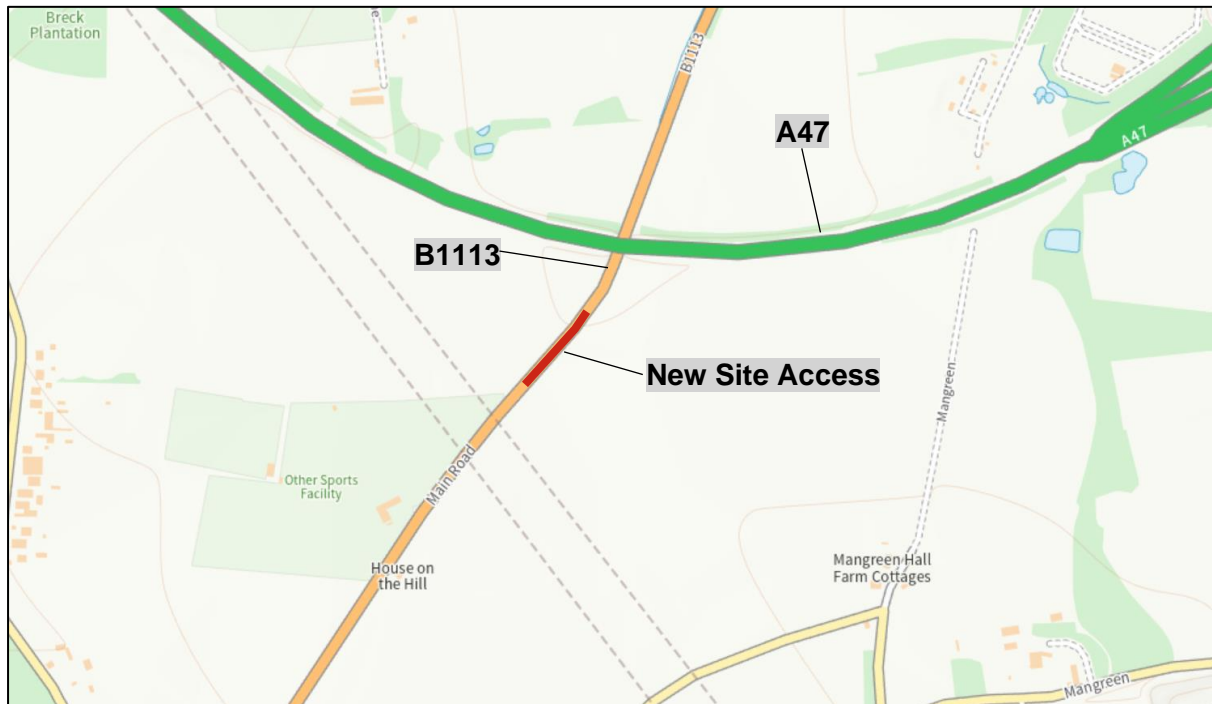 Breck
Plantation
B1113
A47
A47
B1113
New Site Access
Mangreen
Main Road
Other Sports
Facility
House on
the Hill
Mangreen Hall
Farm Cottages
Mangreen